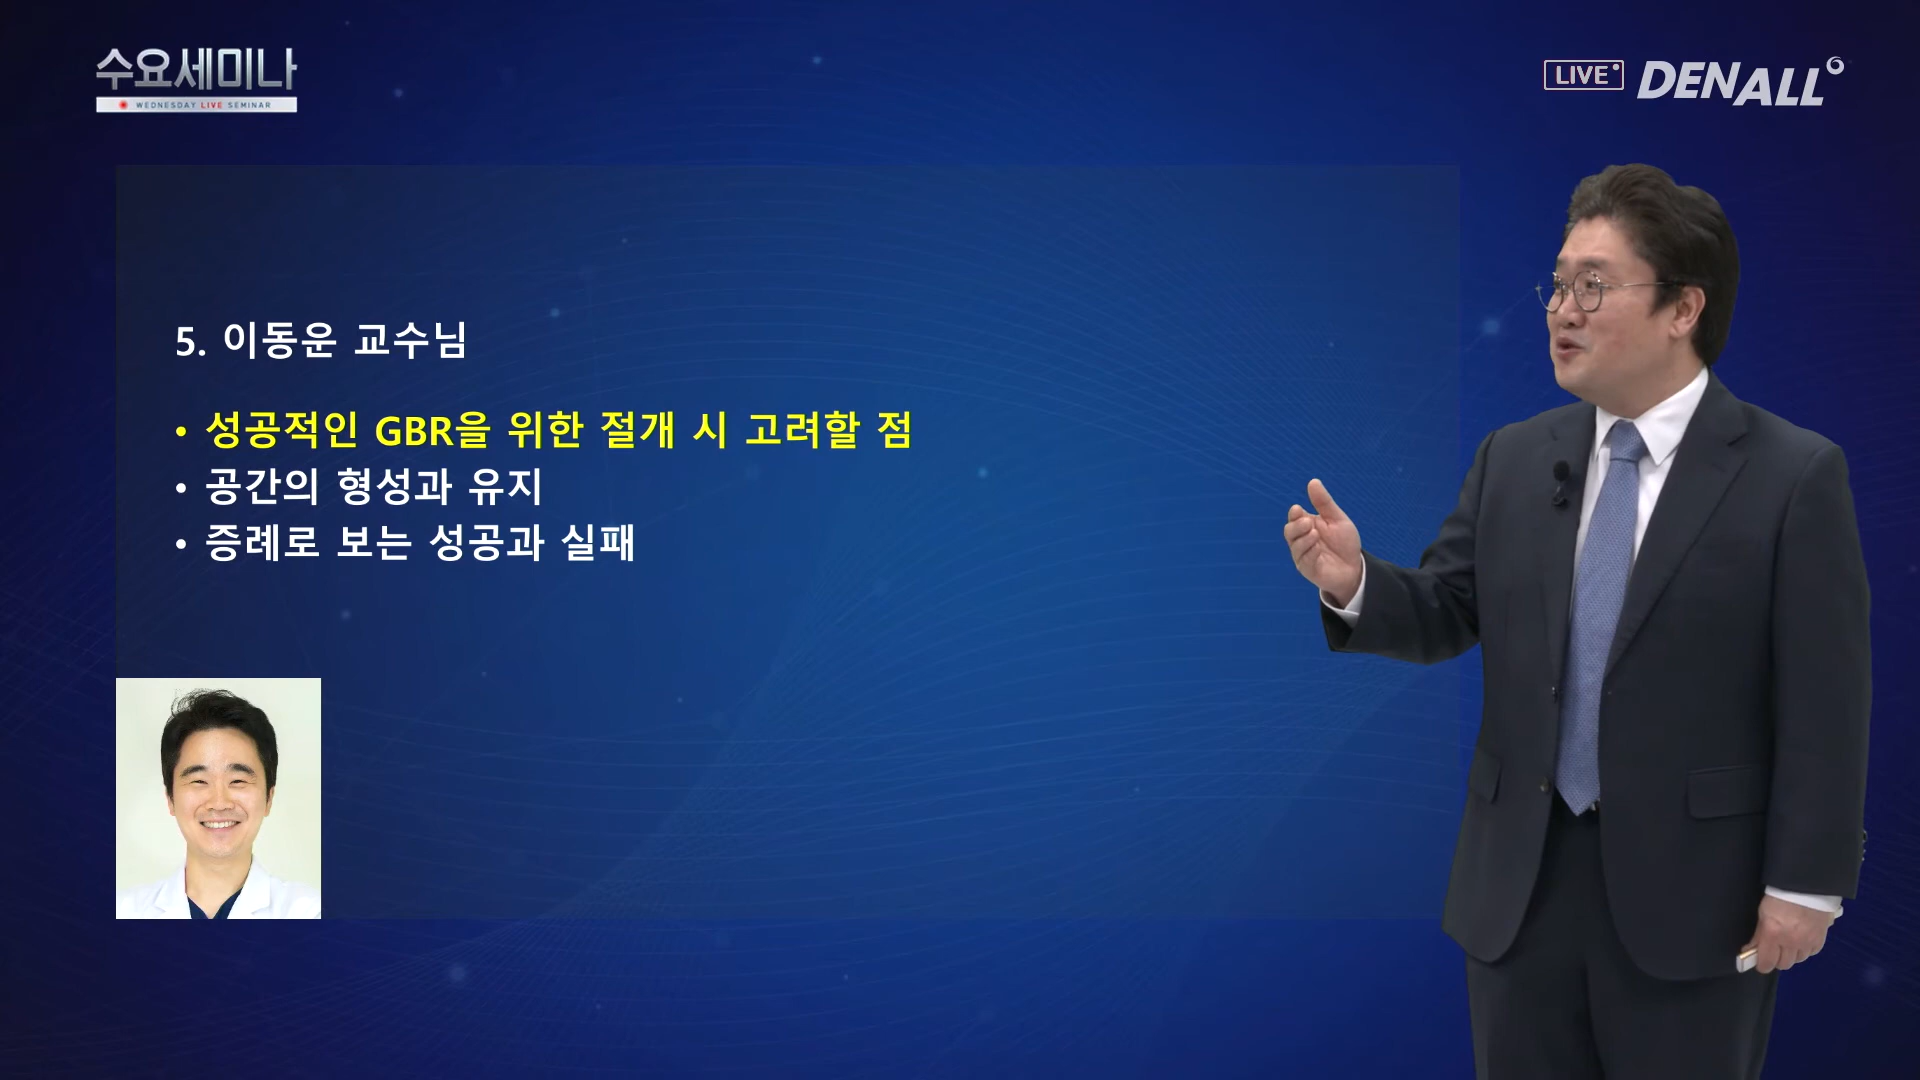 수요세미나
WEDNESDAY LIVE SEMINAR
LIVE
DENALL
5. 이동운 교수님
• 성공적인 GBR을 위한 절개 시 고려할 점
• 공간의 형성과 유지
• 증례로 보는 성공과 실패